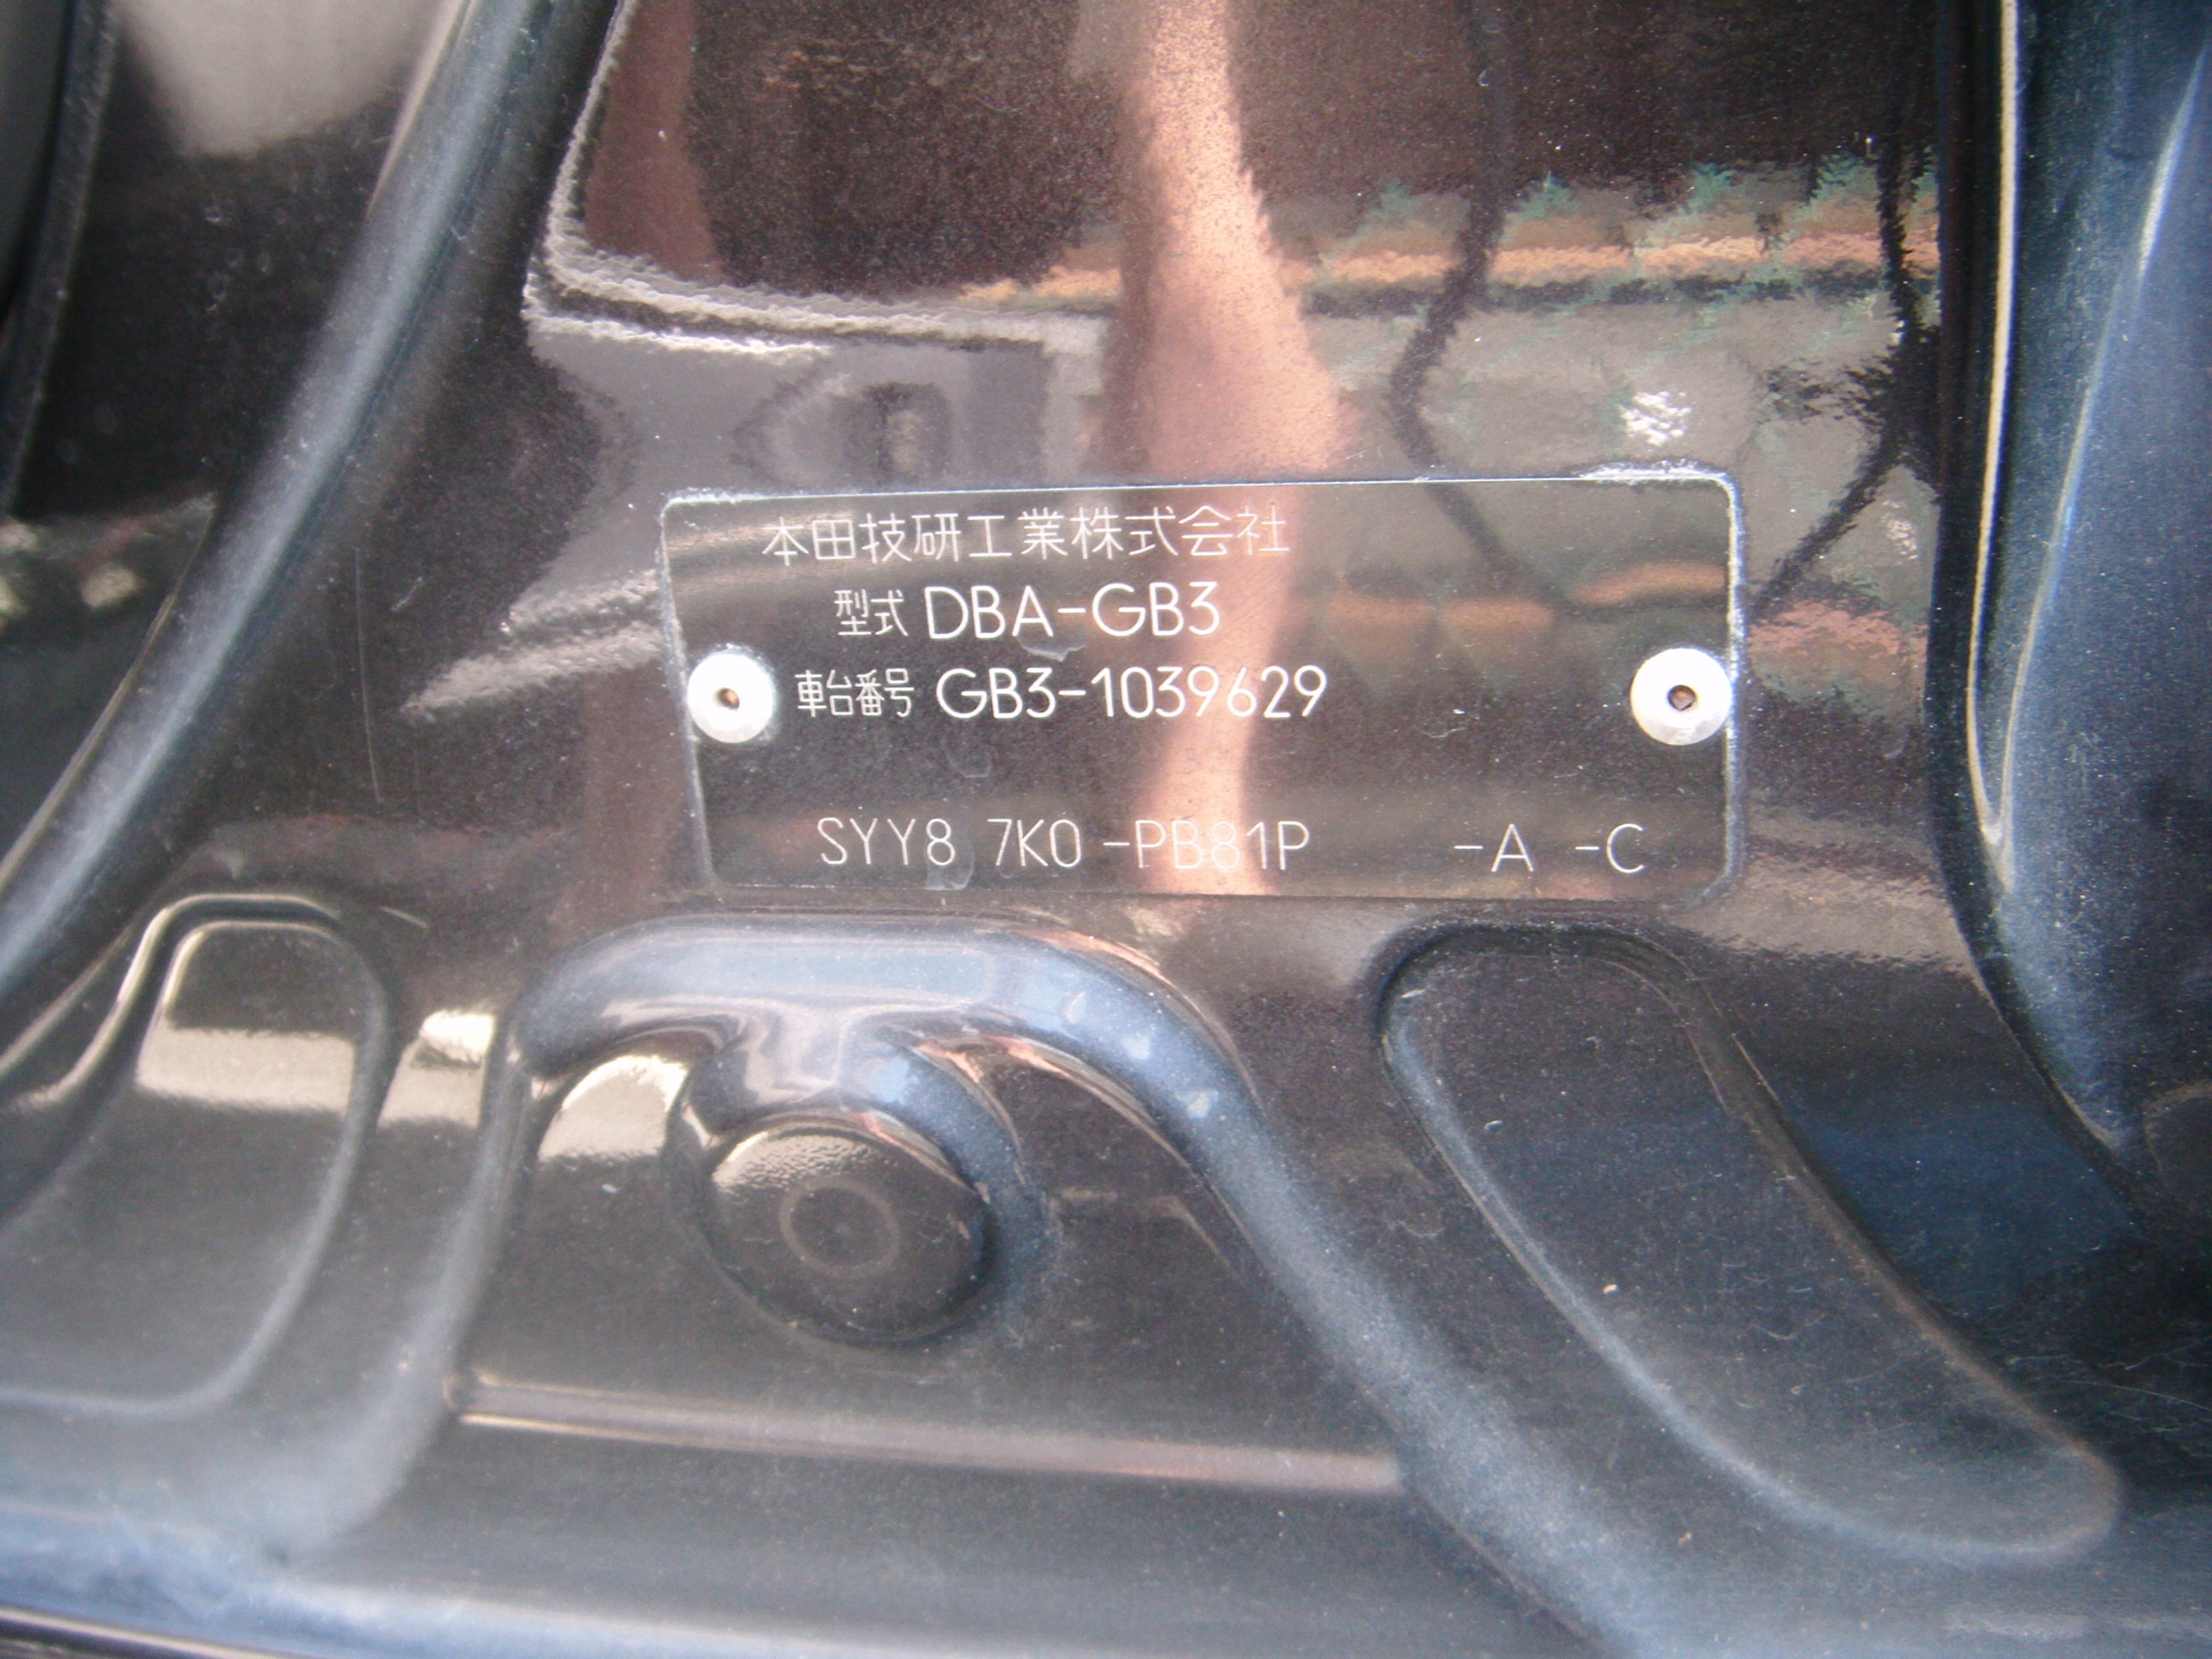 本田技研工業株式会社
型式 DBA-GB3
車台番号 GB3-1039629
SYY8 7K0 -PB81P -A -C